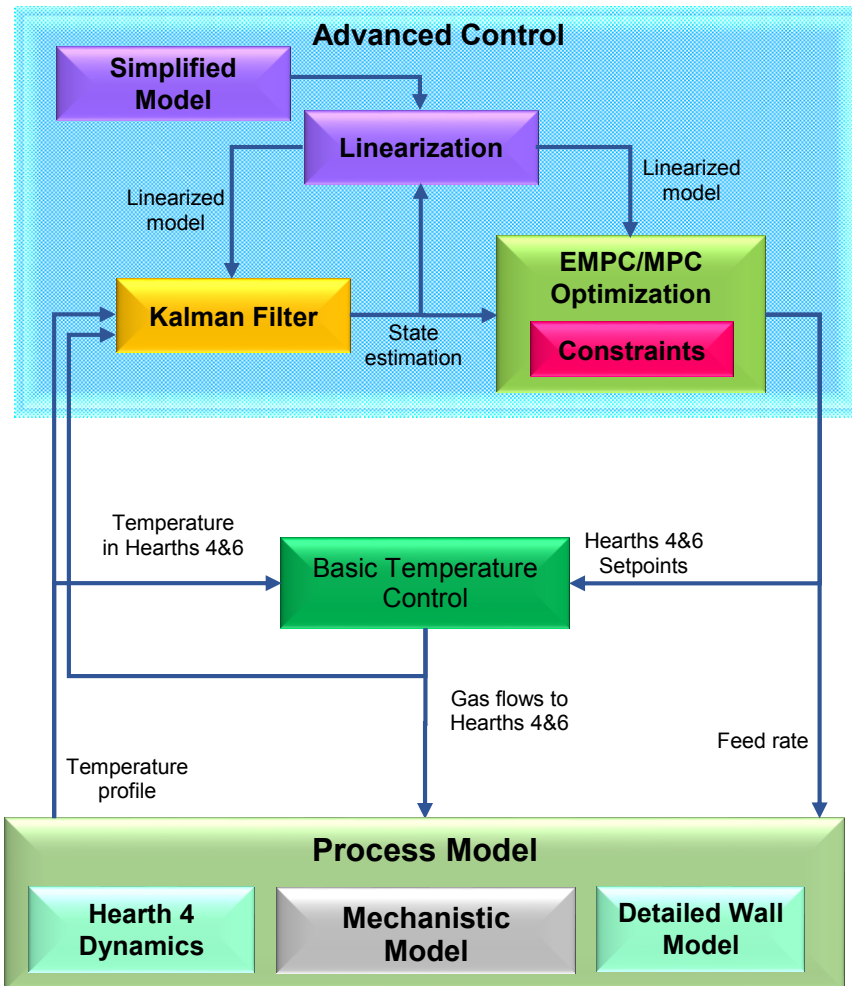 Advanced Control
Simplified
Model
Linearization
Linearized
model
Linearized
model
EMPC/MPC
Optimization
Constraints
Kalman Filter
State
estimation
Temperature
in Hearths 4&6
Basic Temperature
Control
Hearths 4&6
Setpoints
Gas flows to
Hearths 4&6
Feed rate
Temperature
profile
Process Model
Hearth 4
Dynamics
Mechanistic
Model
Detailed Wall
Model